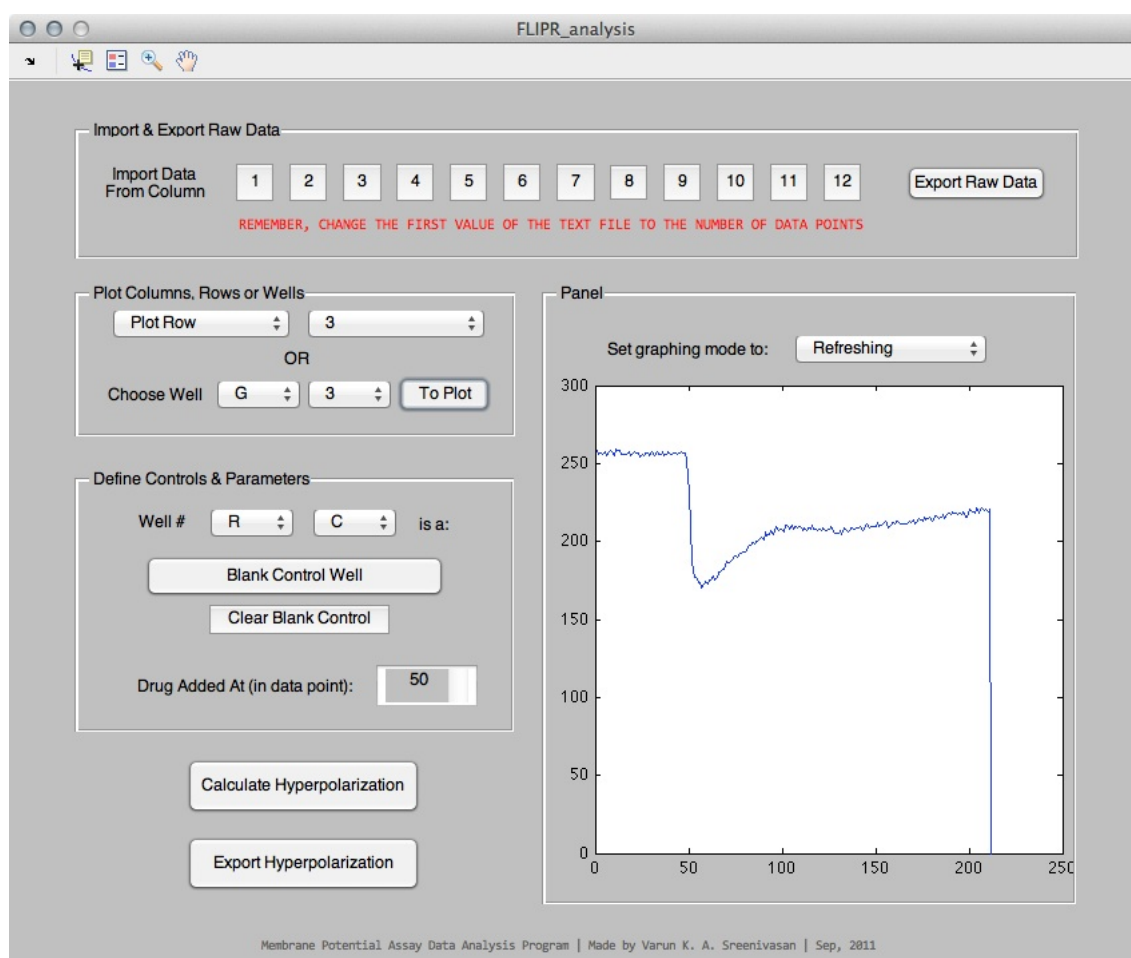 FLIPR_analysis
Import & Export Raw Data
Import Data
From Column
1 2 3 4 5 6 7 8 9 10 11 12
Export Raw Data
REMEMBER, CHANGE THE FIRST VALUE OF THE TEXT FILE TO THE NUMBER OF DATA POINTS
Plot Columns, Rows or Wells
Plot Row 3
OR
Choose Well G 3 To Plot
Define Controls & Parameters
Well # R C is a:
Blank Control Well
Clear Blank Control
Drug Added At (in data point): 50
Calculate Hyperpolarization
Export Hyperpolarization
Panel
Set graphing mode to: Refreshing
300
250
200
150
100
50
0
0 50 100 150 200 250
Membrane Potential Assay Data Analysis Program | Made by Varun K. A. Sreenivasan | Sep, 2011